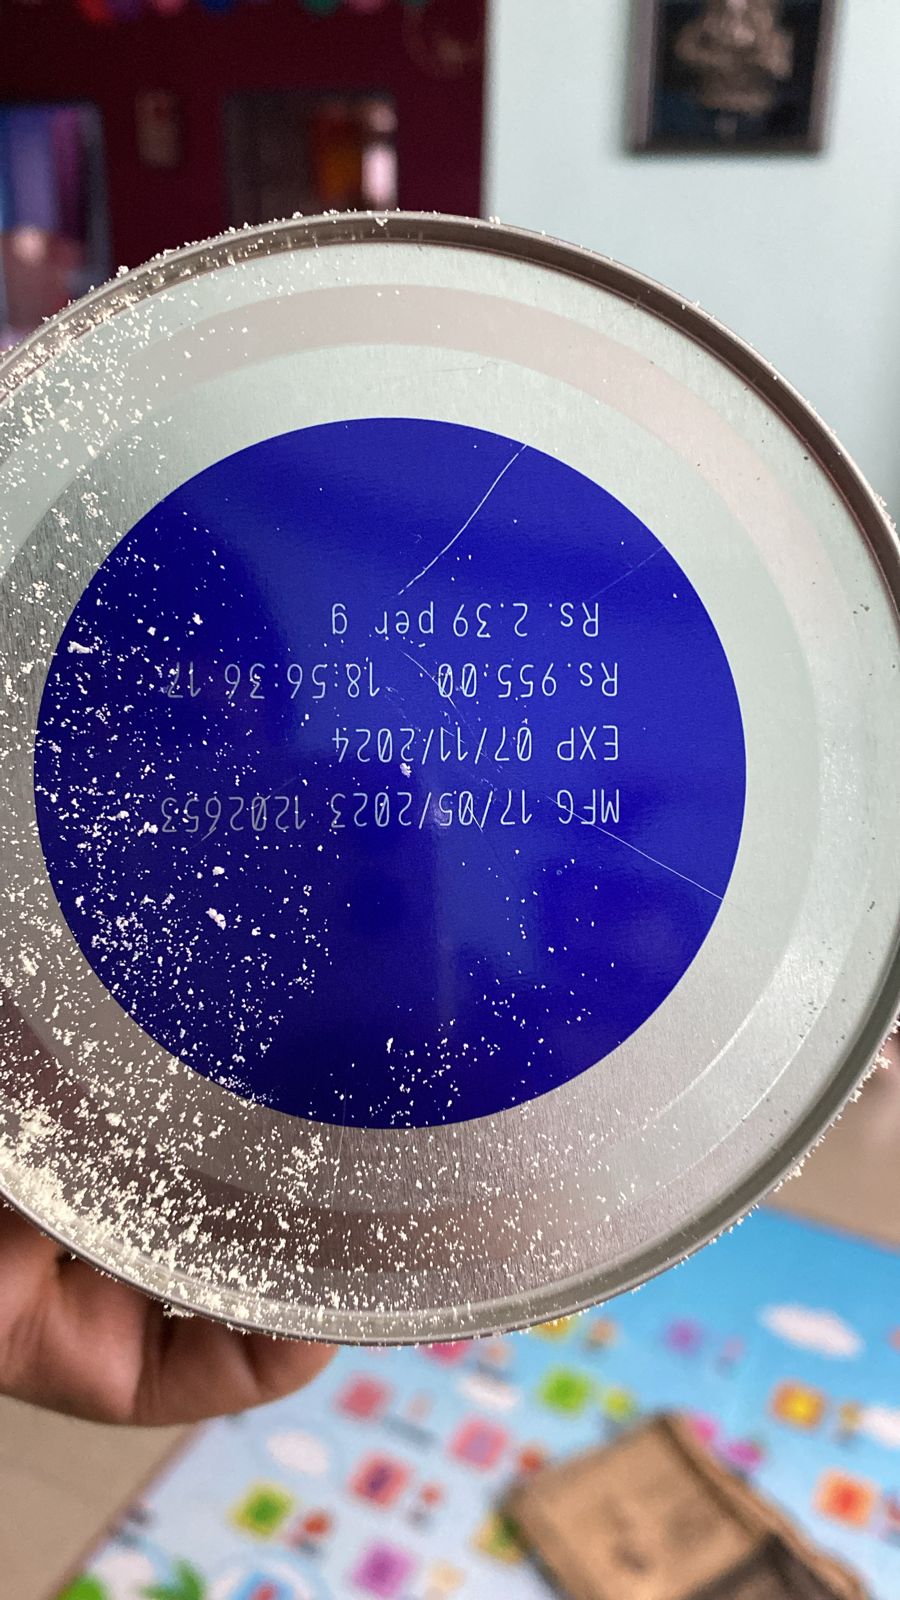 MFG 17/05/2023 1202653
EXP 07/11/2024
Rs.955.00 18:56:36 17
Rs. 2.39 per g